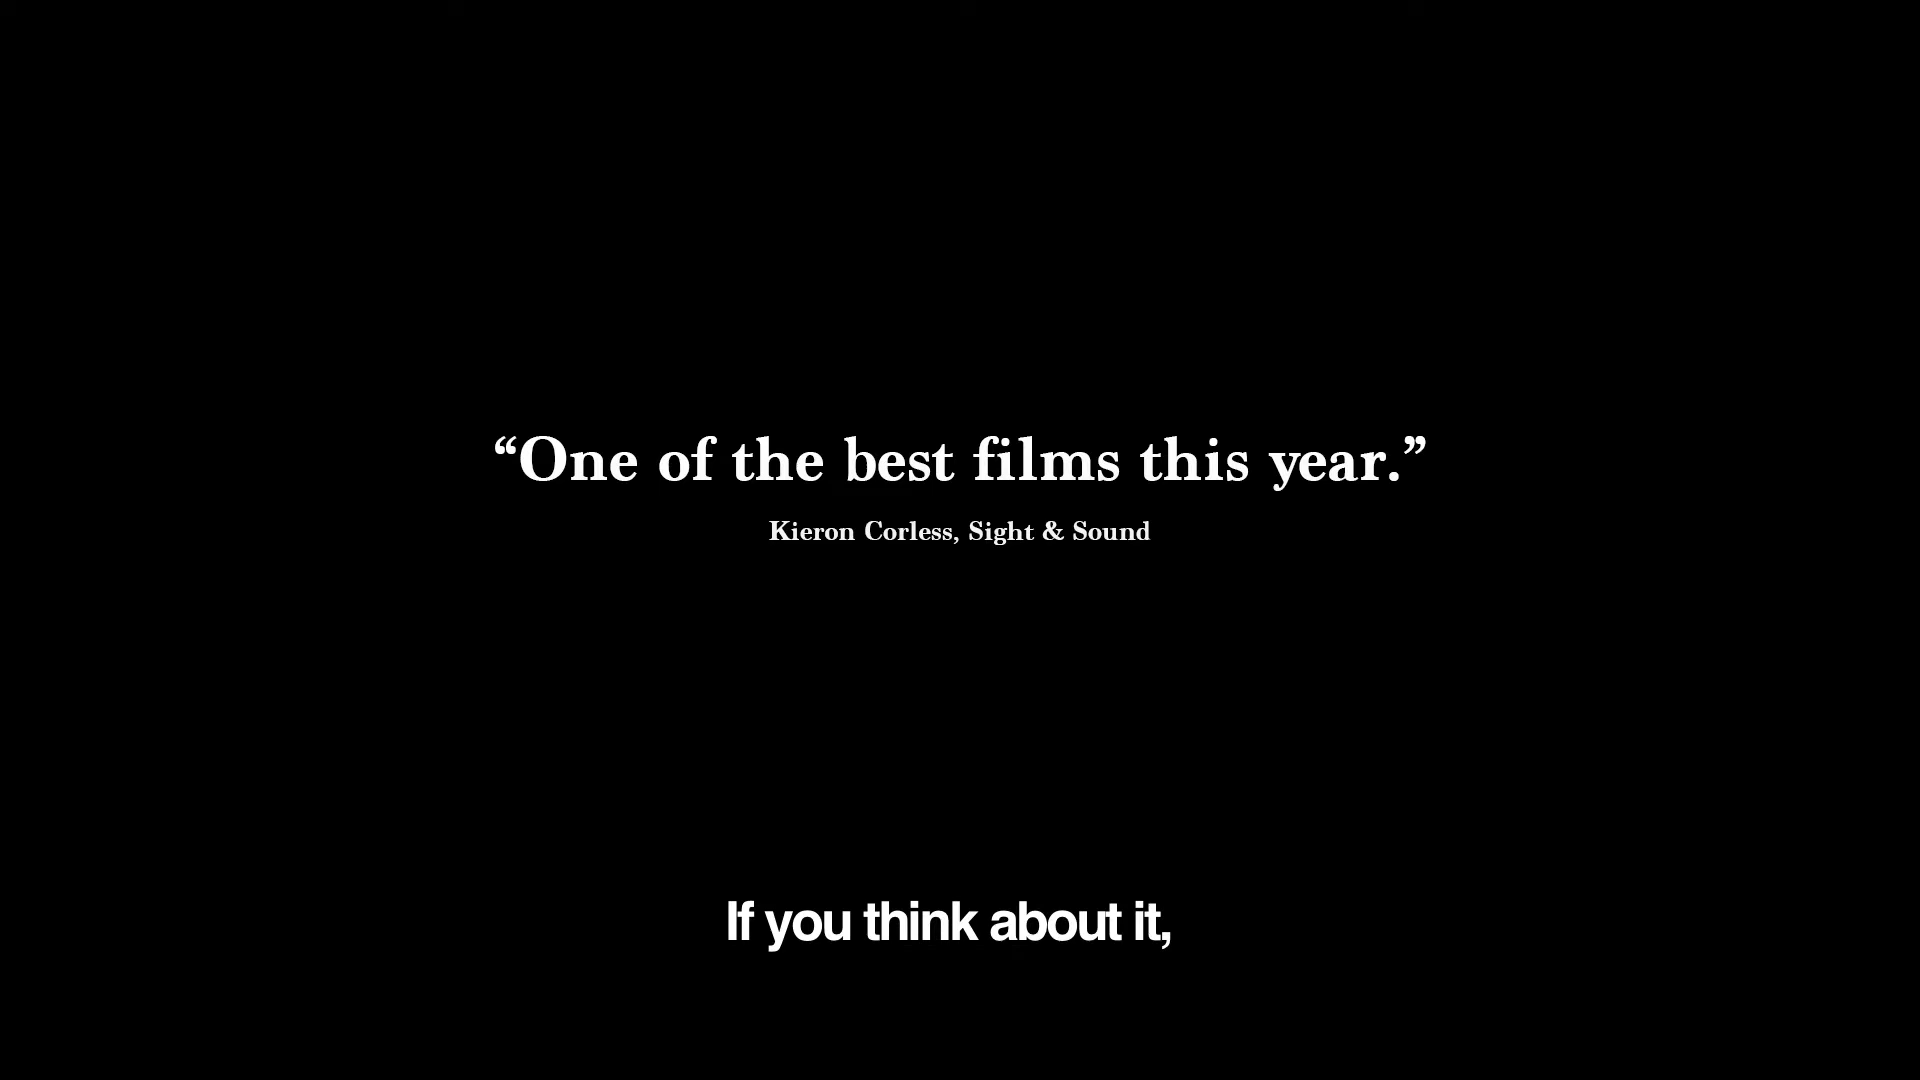 “One of the best films this year.”
Kieron Corless, Sight & Sound
If you think about it,